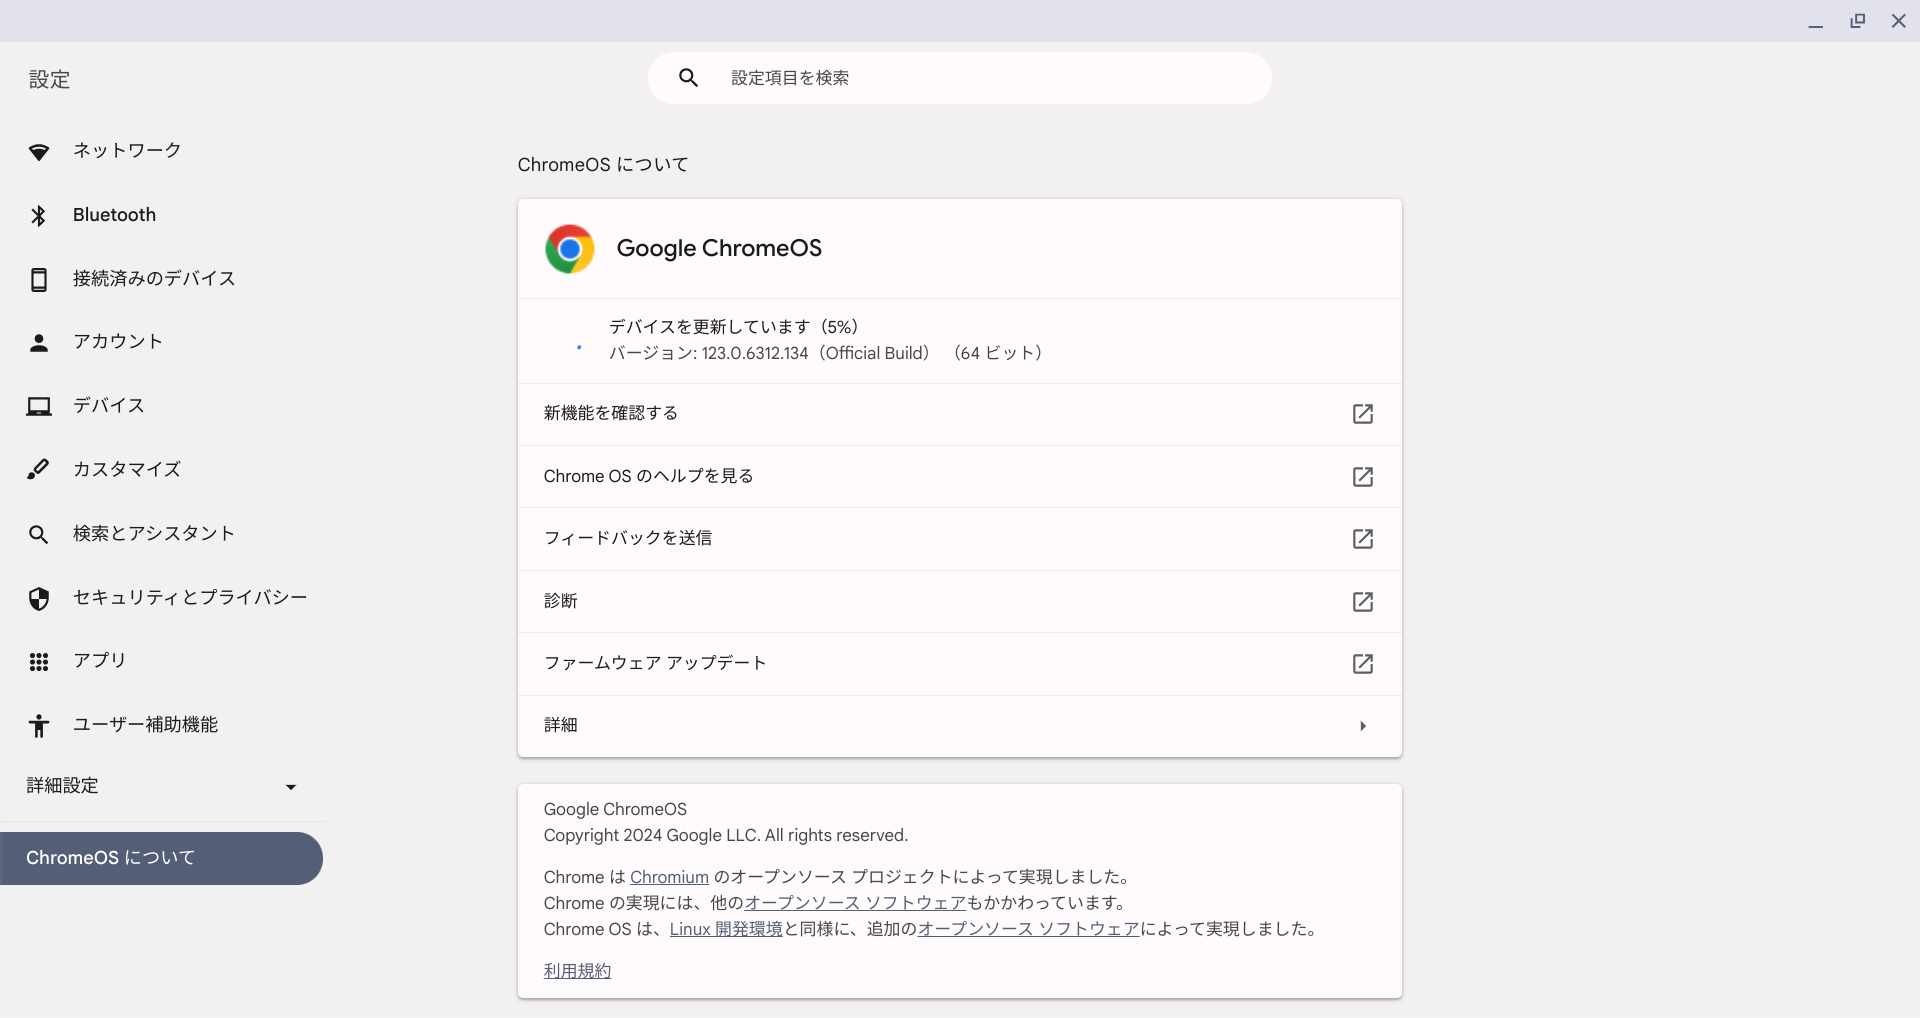 設定
設定項目を検索
ネットワーク
Bluetooth
接続済みのデバイス
アカウント
デバイス
カスタマイズ
検索とアシスタント
セキュリティとプライバシー
アプリ
ユーザー補助機能
詳細設定
ChromeOS について
ChromeOS について
Google ChromeOS
デバイスを更新しています（5%）
バージョン: 123.0.6312.134（Official Build） （64 ビット）
新機能を確認する
Chrome OS のヘルプを見る
フィードバックを送信
診断
ファームウェア アップデート
詳細
Google ChromeOS
Copyright 2024 Google LLC. All rights reserved.
Chrome は Chromium のオープンソース プロジェクトによって実現しました。
Chrome の実現には、他のオープンソース ソフトウェアもかかわっています。
Chrome OS は、Linux 開発環境と同様に、追加のオープンソース ソフトウェアによって実現しました。
利用規約